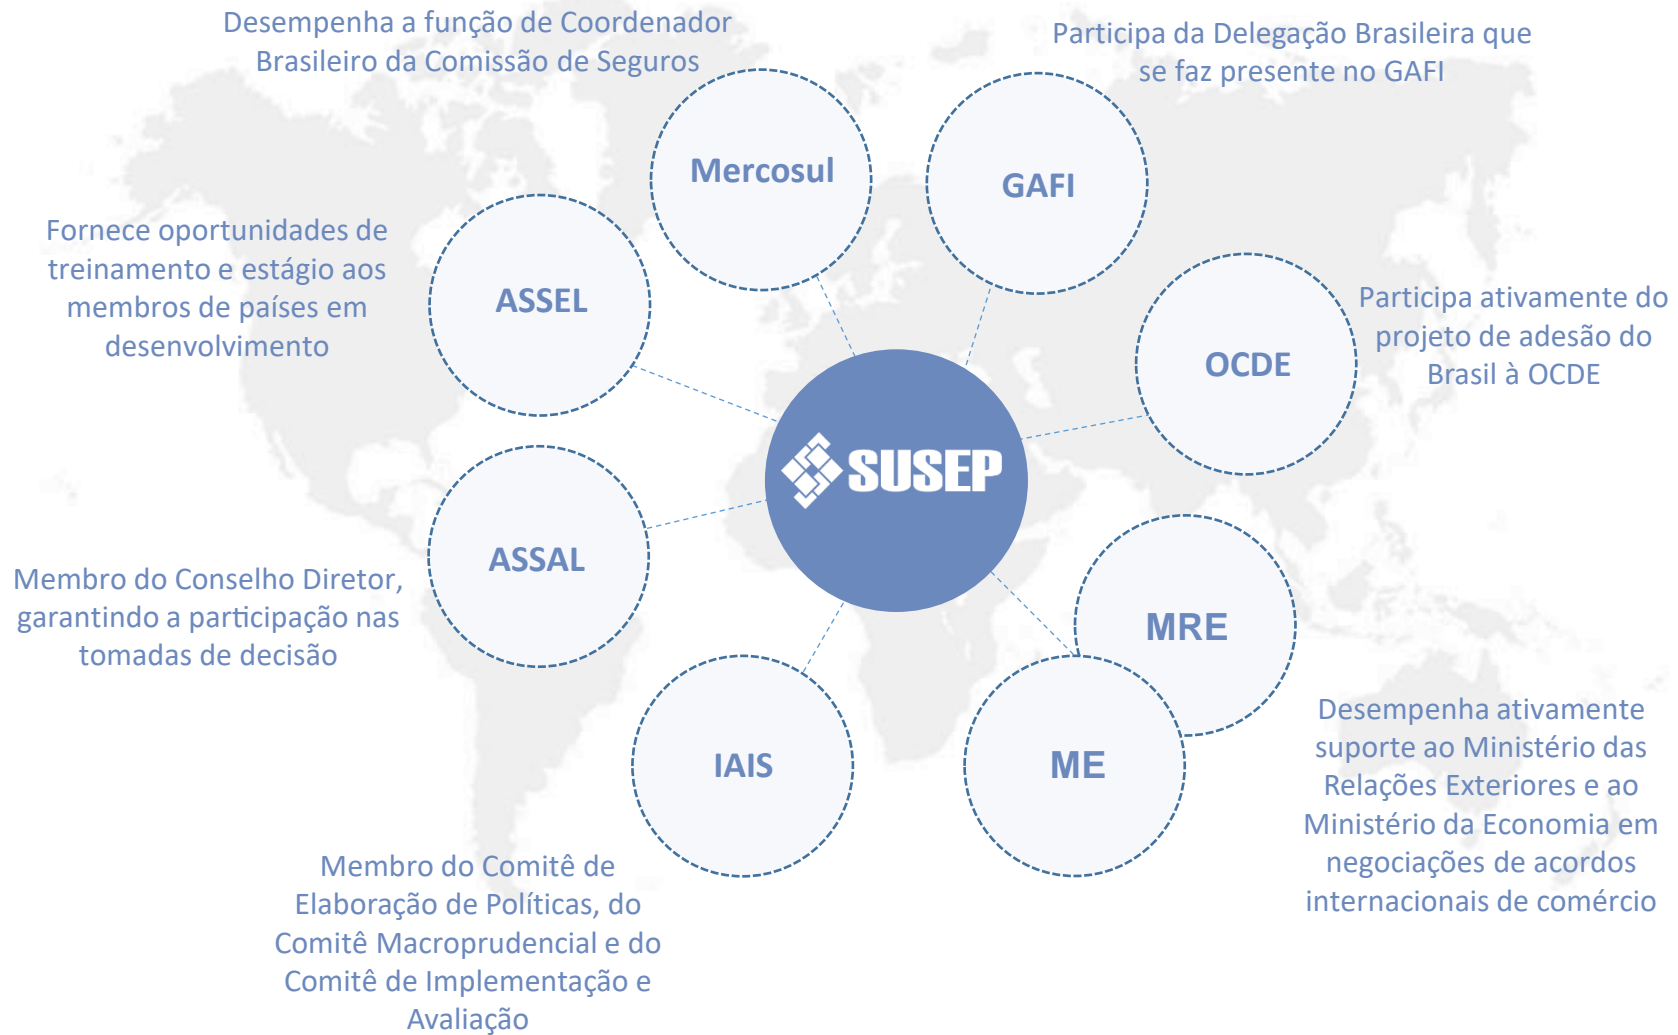 Desempenha a função de Coordenador
Brasileiro da Comissão de Seguros
Participa da Delegação Brasileira que
se faz presente no GAFI
Mercosul
GAFI
Fornece oportunidades de
treinamento e estágio aos
membros de países em
desenvolvimento
ASSEL
OCDE
Participa ativamente do
projeto de adesão do
Brasil à OCDE
SUSEP
ASSAL
Membro do Conselho Diretor,
garantindo a participação nas
tomadas de decisão
MRE
IAIS
ME
Desempenha ativamente
suporte ao Ministério das
Relações Exteriores e ao
Ministério da Economia em
negociações de acordos
internacionais de comércio
Membro do Comitê de
Elaboração de Políticas, do
Comitê Macroprudencial e do
Comitê de Implementação e
Avaliação